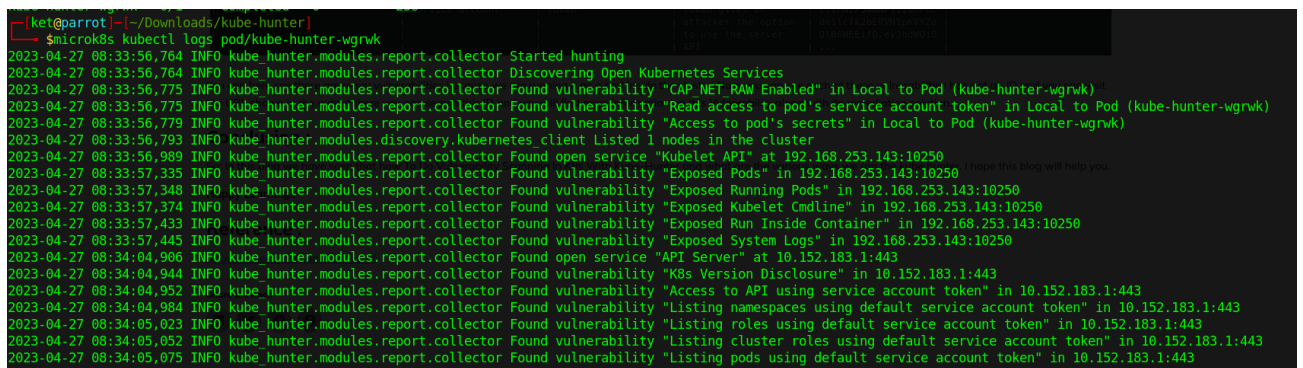 [ket@parrot]-[~/Downloads/kube-hunter]
$microk8s kubectl logs pod/kube-hunter-wgrwk
2023-04-27 08:33:56,764 INFO kube_hunter.modules.report.collector Started hunting
2023-04-27 08:33:56,764 INFO kube_hunter.modules.report.collector Discovering Open Kubernetes Services
2023-04-27 08:33:56,775 INFO kube_hunter.modules.report.collector Found vulnerability "CAP_NET_RAW Enabled" in Local to Pod (kube-hunter-wgrwk)
2023-04-27 08:33:56,775 INFO kube_hunter.modules.report.collector Found vulnerability "Read access to pod's service account token" in Local to Pod (kube-hunter-wgrwk)
2023-04-27 08:33:56,779 INFO kube_hunter.modules.report.collector Found vulnerability "Access to pod's secrets" in Local to Pod (kube-hunter-wgrwk)
2023-04-27 08:33:56,793 INFO kube_hunter.modules.discovery.kubernetes_client Listed 1 nodes in the cluster
2023-04-27 08:33:56,989 INFO kube_hunter.modules.report.collector Found open service "Kubelet API" at 192.168.253.143:10250
2023-04-27 08:33:57,335 INFO kube_hunter.modules.report.collector Found vulnerability "Exposed Pods" in 192.168.253.143:10250 I hope this blog will help you.
2023-04-27 08:33:57,348 INFO kube_hunter.modules.report.collector Found vulnerability "Exposed Running Pods" in 192.168.253.143:10250
2023-04-27 08:33:57,374 INFO kube_hunter.modules.report.collector Found vulnerability "Exposed Kubelet Cmdline" in 192.168.253.143:10250
2023-04-27 08:33:57,433 INFO kube_hunter.modules.report.collector Found vulnerability "Exposed Run Inside Container" in 192.168.253.143:10250
2023-04-27 08:33:57,445 INFO kube_hunter.modules.report.collector Found vulnerability "Exposed System Logs" in 192.168.253.143:10250
2023-04-27 08:34:04,906 INFO kube_hunter.modules.report.collector Found open service "API Server" at 10.152.183.1:443
2023-04-27 08:34:04,944 INFO kube_hunter.modules.report.collector Found vulnerability "K8s Version Disclosure" in 10.152.183.1:443
2023-04-27 08:34:04,952 INFO kube_hunter.modules.report.collector Found vulnerability "Access to API using service account token" in 10.152.183.1:443
2023-04-27 08:34:04,984 INFO kube_hunter.modules.report.collector Found vulnerability "Listing namespaces using default service account token" in 10.152.183.1:443
2023-04-27 08:34:05,023 INFO kube_hunter.modules.report.collector Found vulnerability "Listing roles using default service account token" in 10.152.183.1:443
2023-04-27 08:34:05,052 INFO kube_hunter.modules.report.collector Found vulnerability "Listing cluster roles using default service account token" in 10.152.183.1:443
2023-04-27 08:34:05,075 INFO kube_hunter.modules.report.collector Found vulnerability "Listing pods using default service account token" in 10.152.183.1:443